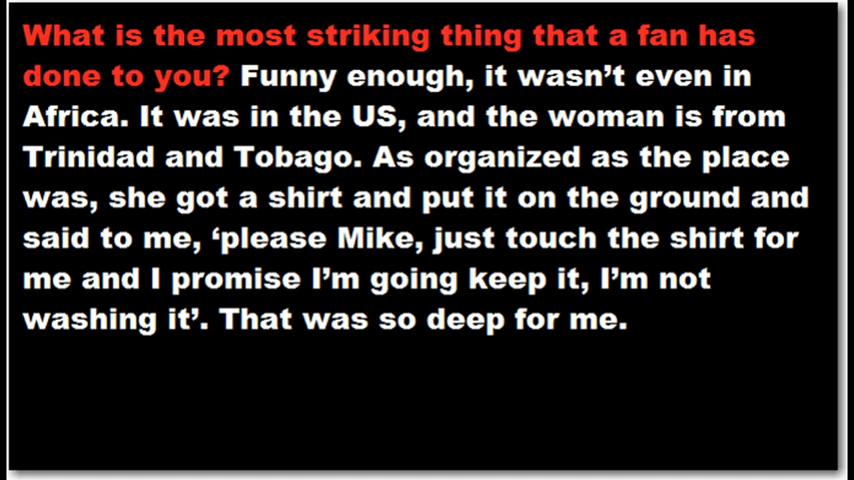 What is the most striking thing that a fan has
done to you? Funny enough, it wasn’t even in
Africa. It was in the US, and the woman is from
Trinidad and Tobago. As organized as the place
was, she got a shirt and put it on the ground and
said to me, ‘please Mike, just touch the shirt for
me and I promise I’m going keep it, I’m not
washing it’. That was so deep for me.